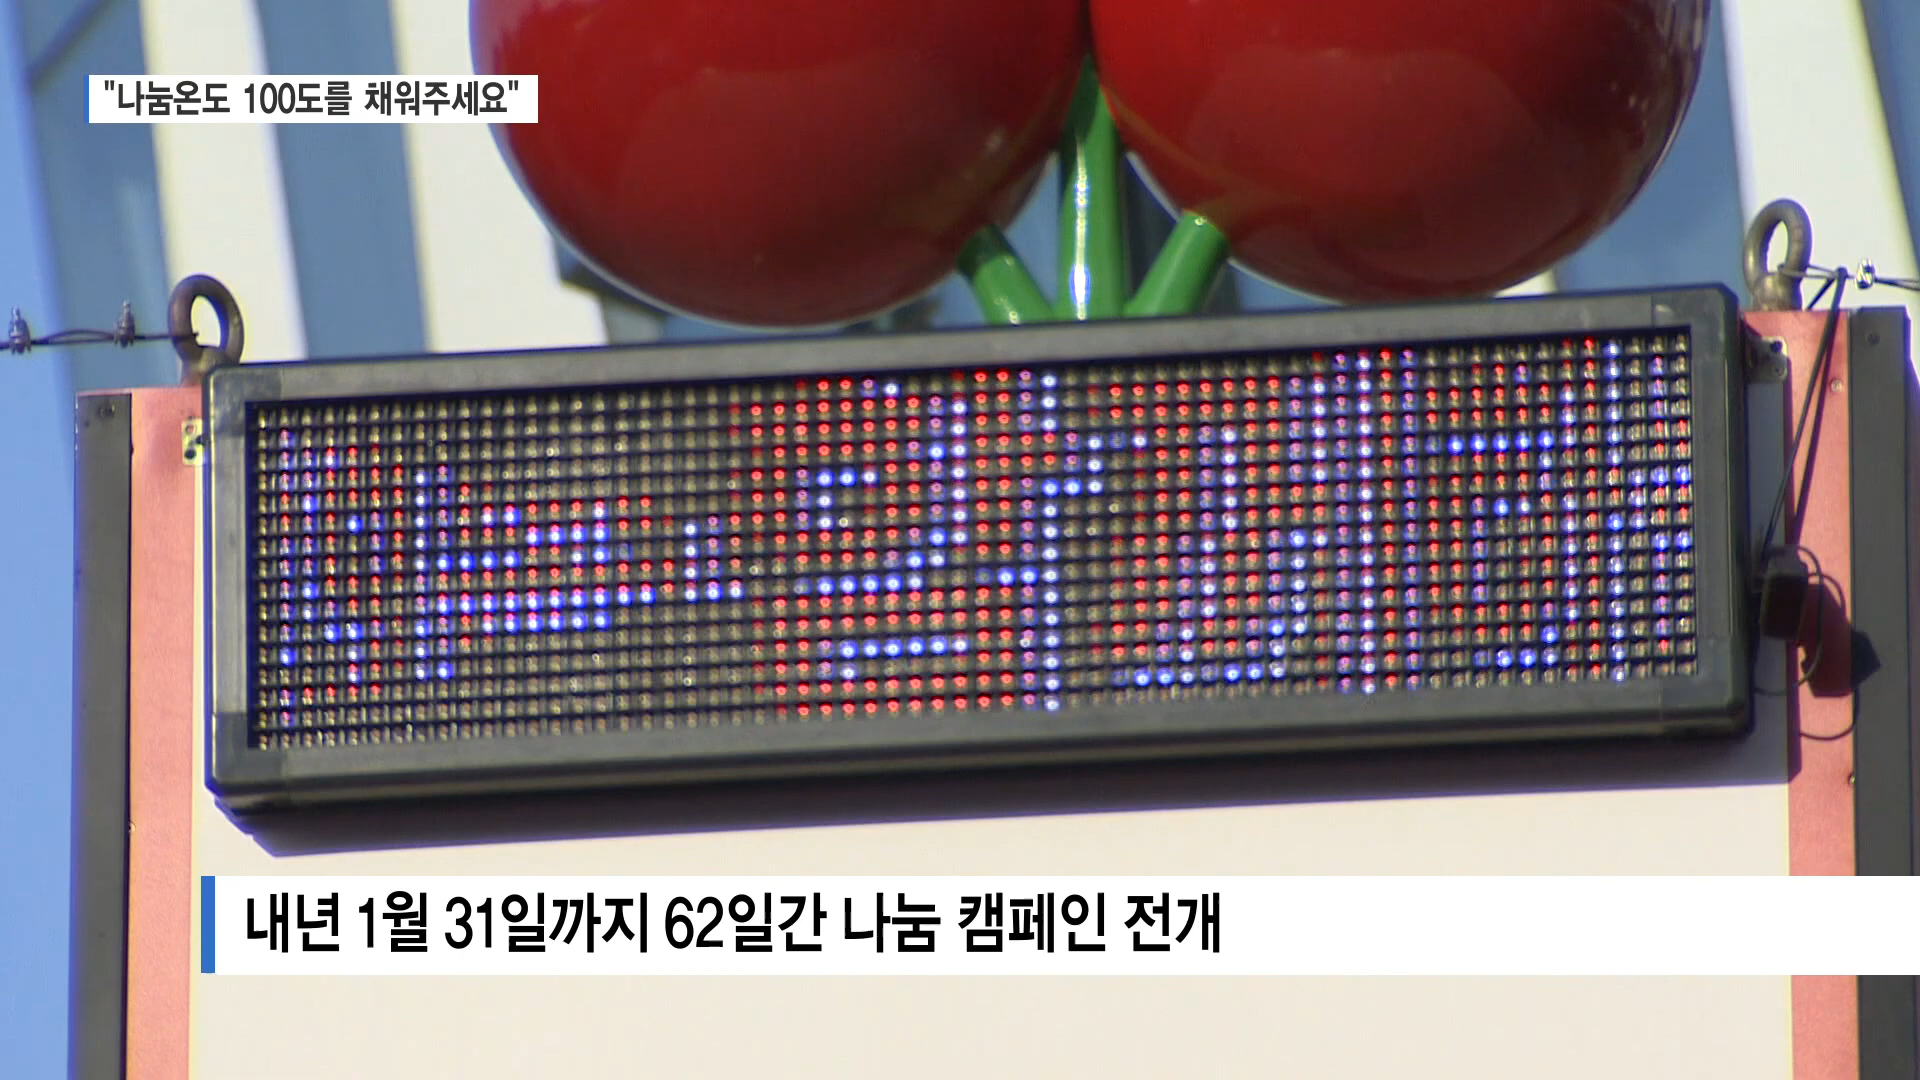 "나눔온도 100도를 채워주세요"
내년 1월 31일까지 62일간 나눔 캠페인 전개